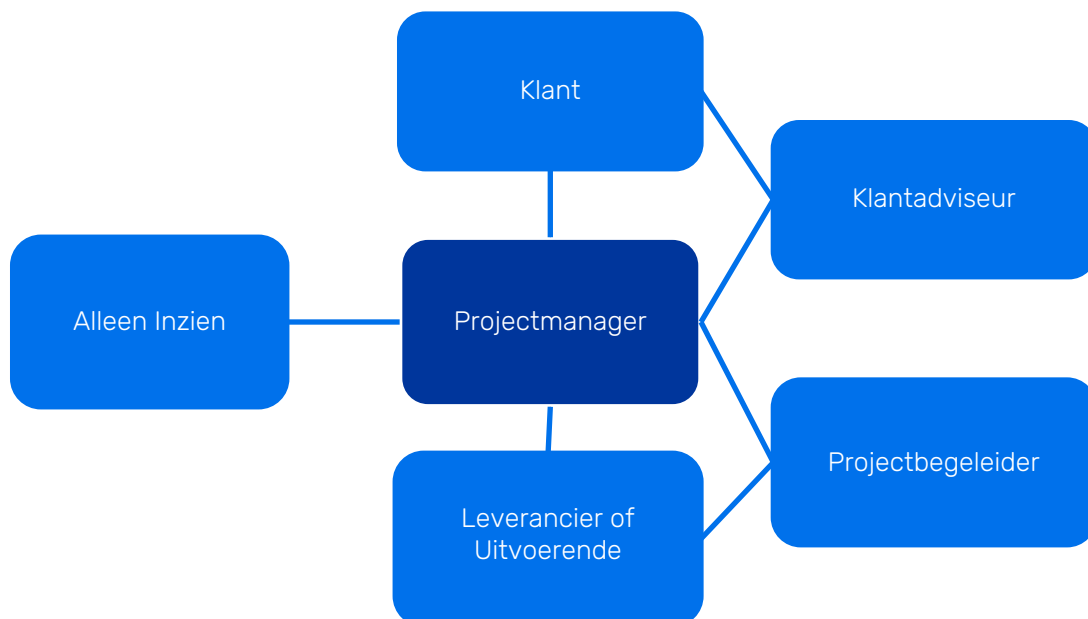 Klant
Klantadviseur
Alleen Inzien
Projectmanager
Projectbegeleider
Leverancier of
Uitvoerende